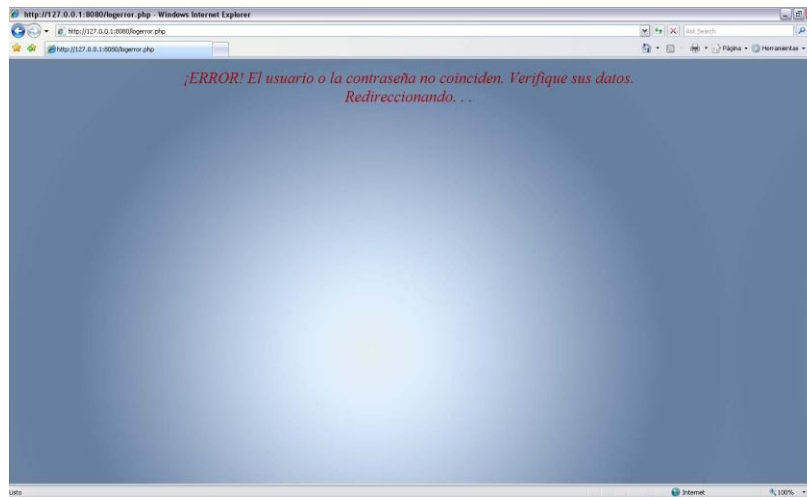 http://127.0.0.1:8080/logerror.php - Windows Internet Explorer
http://127.0.0.1:8080/logerror.php
Ask Search
http://127.0.0.1:8080/logerror.php
Página
Herramientas
¡ERROR! El usuario o la contraseña no coinciden. Verifique sus datos.
Redireccionando. . .
Listo
Internet
100%